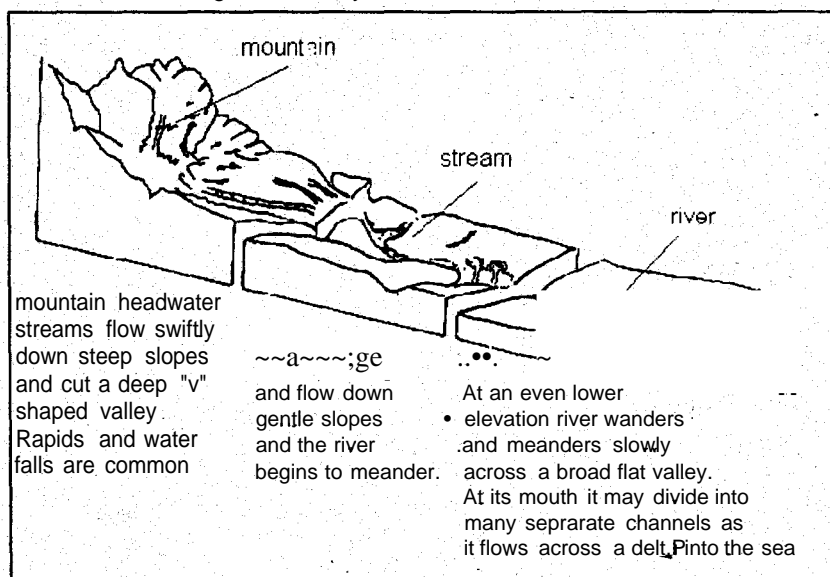 mountain
stream
river
mountain headwater
streams flow swiftly
down steep slopes
and cut a deep "v"
shaped valley
Rapids and water
falls are common
and flow down
gentle slopes
and the river
begins to meander.
At an even lower
• elevation river wanders
and meanders slowly
across a broad flat valley.
At its mouth it may divide into
many seprarate channels as
it flows across a into the sea